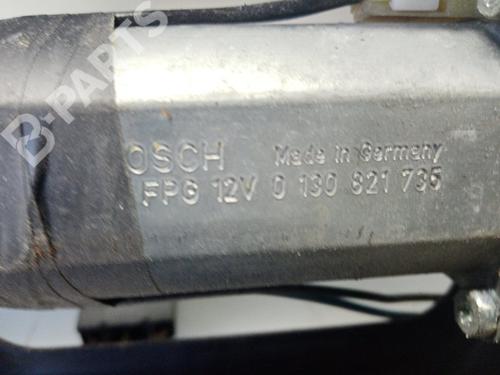 B-PARTS
OSCH Made in Germany
FPG 12V 0 130 821 735